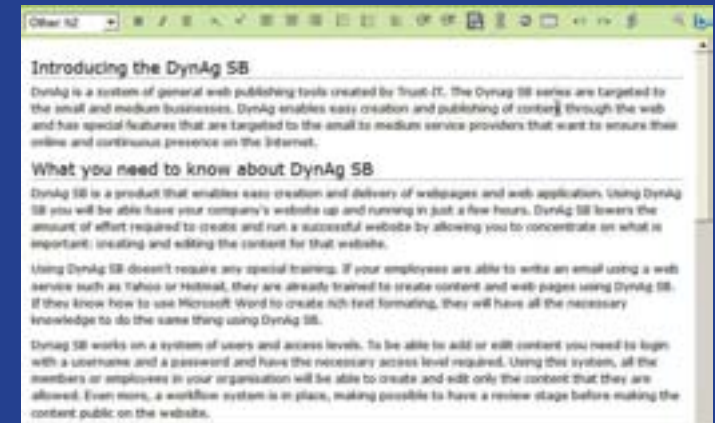 Other h2
Introducing the DynAg SB
DynAg is a system of general web publishing tools created by Trust-IT. The Dynag SB series are targeted to
the small and medium businesses. DynAg enables easy creation and publishing of content through the web
and has special features that are targeted to the small to medium service providers that want to ensure their
online and continuous presence on the Internet.
What you need to know about DynAg SB
DynAg SB is a product that enables easy creation and delivery of webpages and web application. Using DynAg
SB you will be able have your company's website up and running in just a few hours. DynAg SB lowers the
amount of effort required to create and run a successful website by allowing you to concentrate on what is
important: creating and editing the content for that website.
Using DynAg SB doesn't require any special training. If your employees are able to write an email using a web
service such as Yahoo or Hotmail, they are already trained to create content and web pages using DynAg SB.
If they know how to use Microsoft Word to create rich text formating, they will have all the necessary
knowledge to do the same thing using DynAg SB.
Dynag SB works on a system of users and access levels. To be able to add or edit content you need to login
with a username and a password and have the necessary access level required. Using this system, all the
members or employees in your organisation will be able to create and edit only the content that they are
allowed. Even more, a workflow system is in place, making possible to have a review stage before making the
content public on the website.